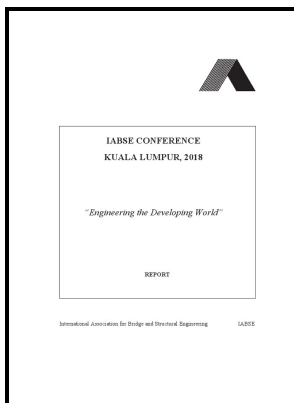 IABSE CONFERENCE
KUALA LUMPUR, 2018
"Engineering the Developing World"
REPORT
International Association for Bridge and Structural Engineering IABSE